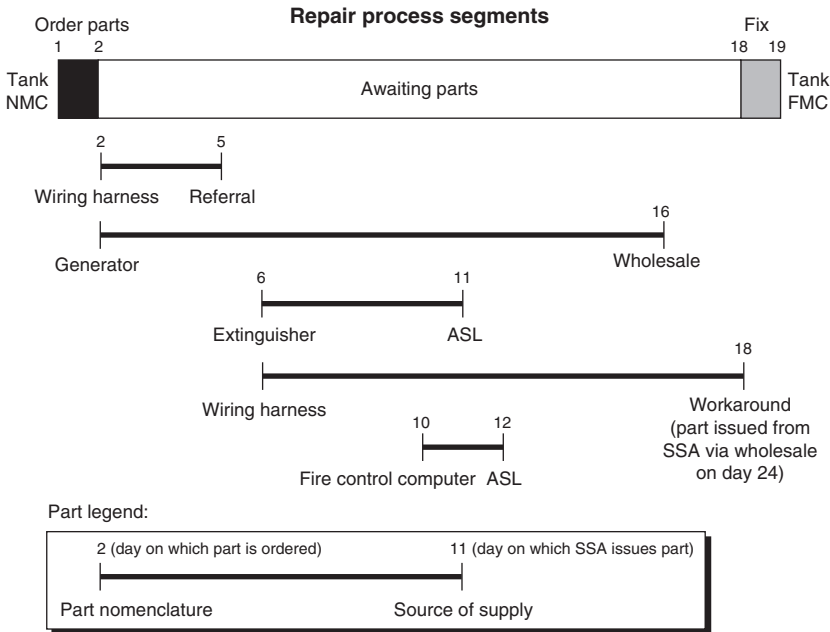 Repair process segments
Order parts
Fix
1 2 18 19
Tank
NMC
Awaiting parts
Tank
FMC
2 5
Wiring harness Referral
16
Generator
Wholesale
6 11
Extinguisher ASL
18
Wiring harness
Workaround
(part issued from
SSA via wholesale
on day 24)
10 12
Fire control computer ASL
Part legend:
2 (day on which part is ordered) 11 (day on which SSA issues part)
Part nomenclature Source of supply